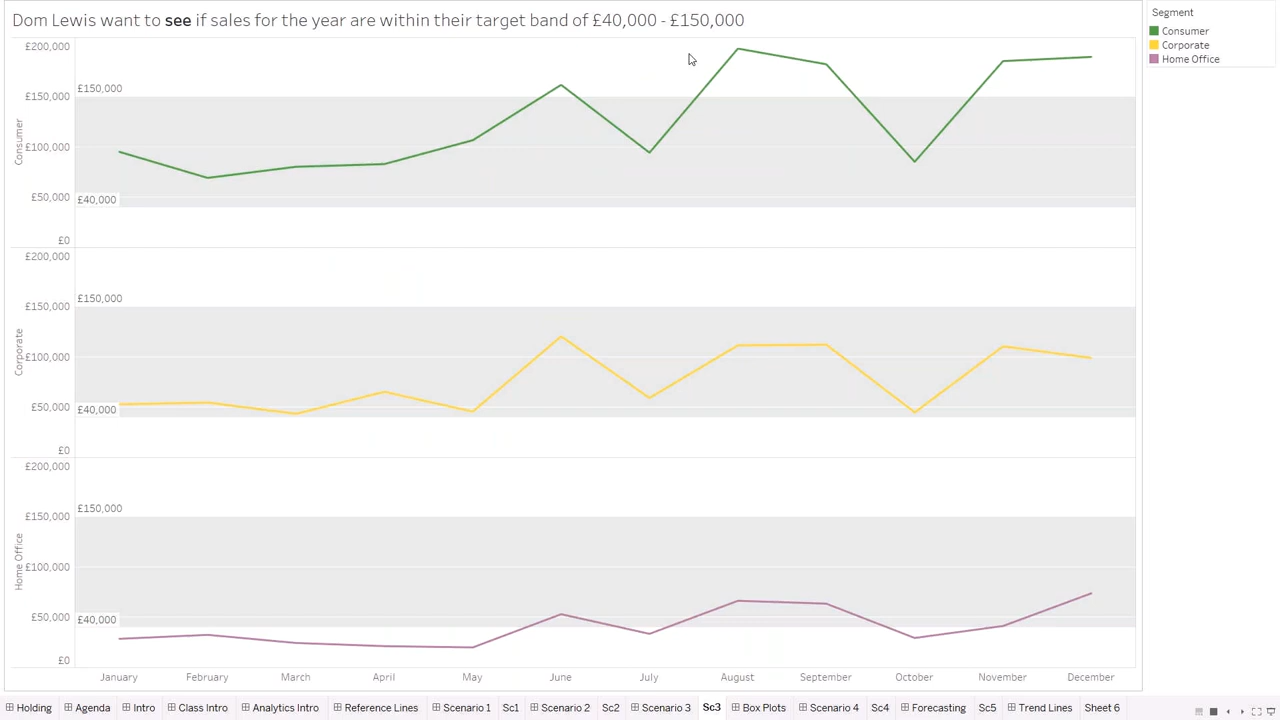 Dom Lewis want to see if sales for the year are within their target band of £40,000 - £150,000
Segment
Consumer
Corporate
Home Office
Consumer
£200,000
£150,000
£100,000
£50,000
£0
£150,000
£40,000
Corporate
£200,000
£150,000
£100,000
£50,000
£0
£150,000
£40,000
Home Office
£200,000
£150,000
£100,000
£50,000
£0
£150,000
£40,000
January February March April May June July August September October November December
Holding Agenda Intro Class Intro Analytics Intro Reference Lines Scenario 1 Sc1 Scenario 2 Sc2 Scenario 3 Sc3 Box Plots Scenario 4 Sc4 Forecasting Sc5 Trend Lines Sheet 6